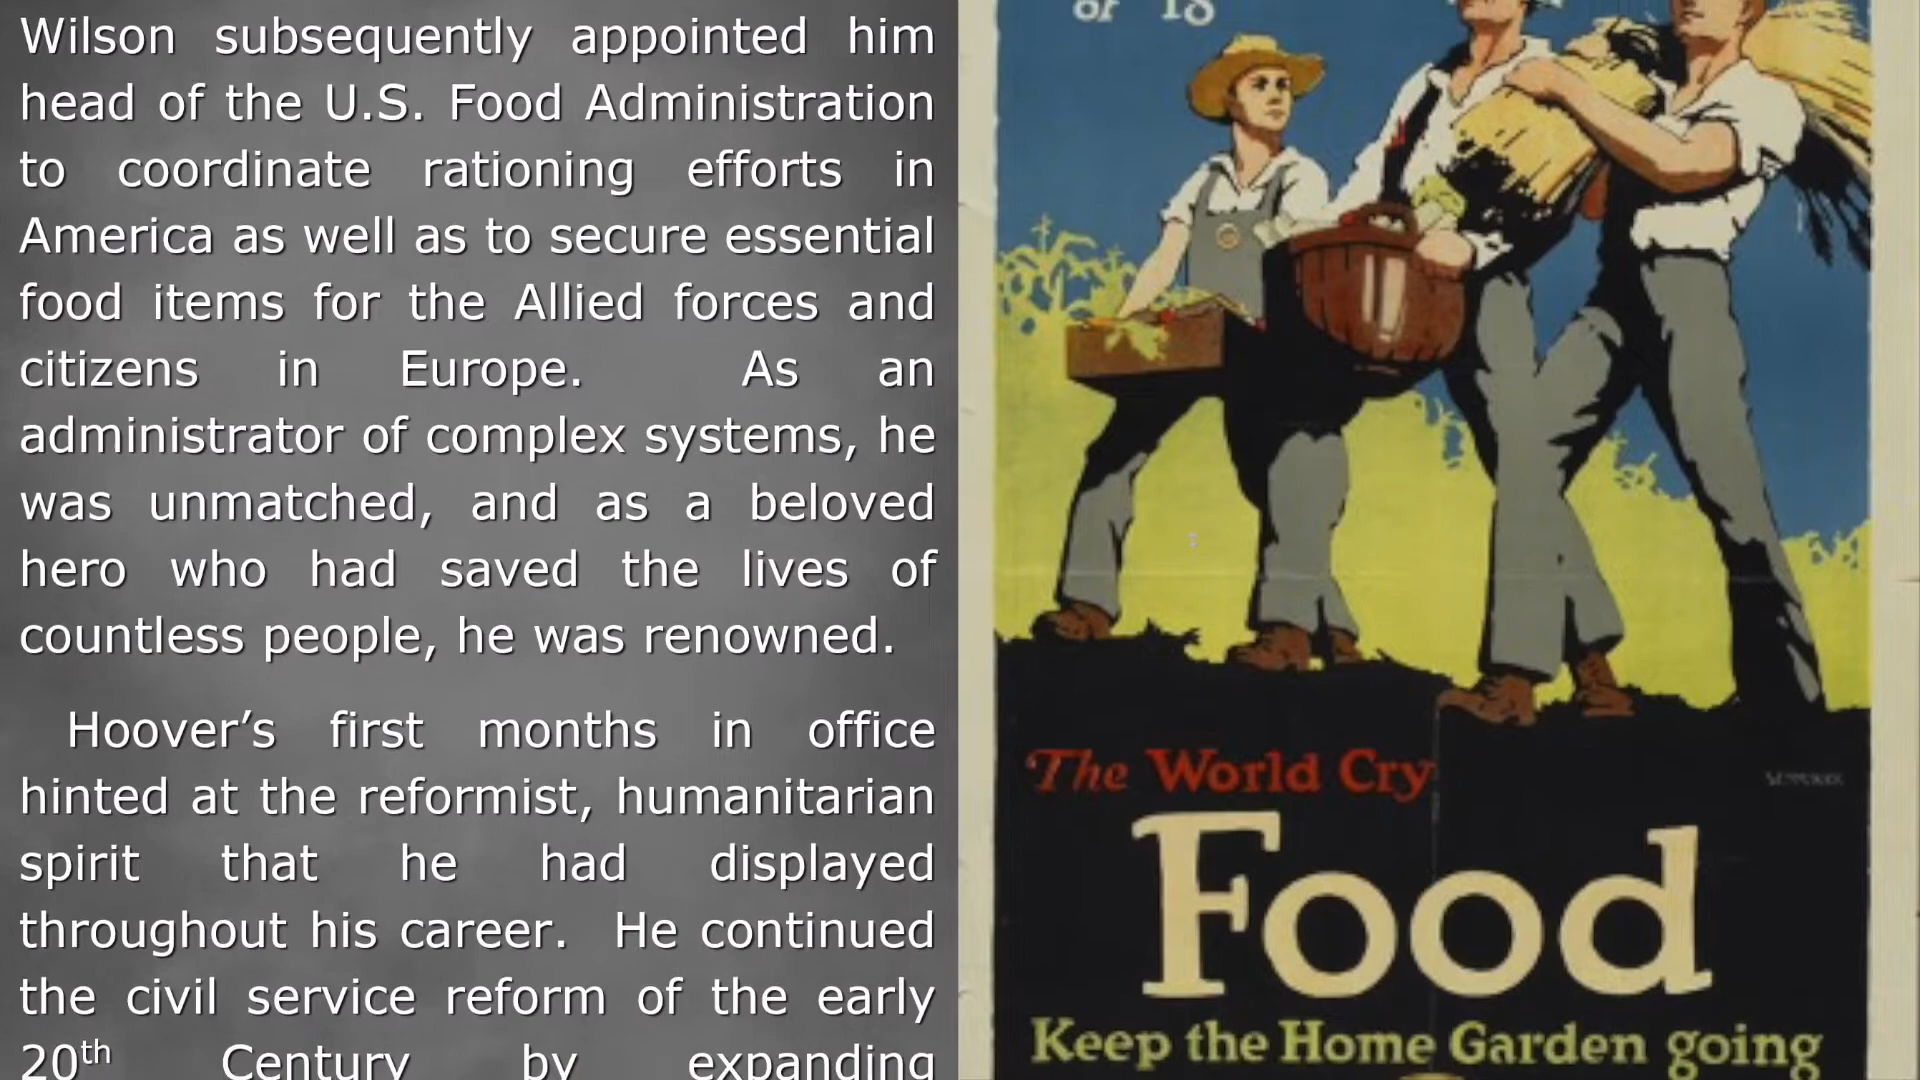 Wilson subsequently appointed him
head of the U.S. Food Administration
to coordinate rationing efforts in
America as well as to secure essential
food items for the Allied forces and
citizens in Europe. As an
administrator of complex systems, he
was unmatched, and as a beloved
hero who had saved the lives of
countless people, he was renowned.
Hoover’s first months in office
hinted at the reformist, humanitarian
spirit that he had displayed
throughout his career. He continued
the civil service reform of the early
20th Century by expanding
or '18
The World Cry
Food
Keep the Home Garden going